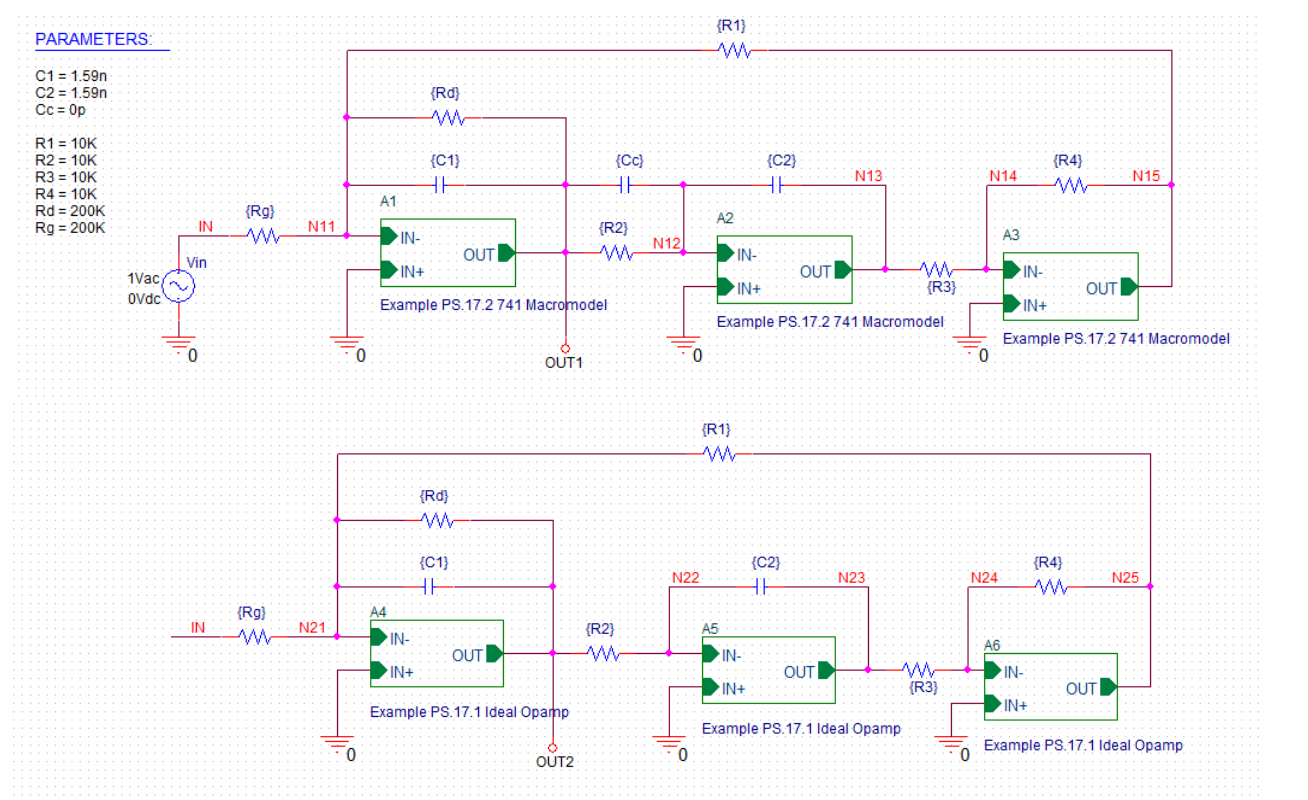 PARAMETERS:
C1 = 1.59n
C2 = 1.59n
Cc = 0p
R1 = 10K
R2 = 10K
R3 = 10K
R4 = 10K
Rd = 200K
Rg = 200K
{R1}
{Rd}
{C1}
{Cc}
{C2}
N13
N14
{R4}
N15
IN
{Rg}
N11
A1
IN-
OUT
IN+
Example PS.17.2 741 Macromodel
{R2}
N12
A2
IN-
OUT
IN+
Example PS.17.2 741 Macromodel
{R3}
A3
IN-
OUT
IN+
Example PS.17.2 741 Macromodel
1Vac
0Vdc
Vin
0
0
OUT1
0
0
{R1}
{Rd}
{C1}
N22
{C2}
N23
N24
{R4}
N25
IN
{Rg}
N21
A4
IN-
OUT
IN+
Example PS.17.1 Ideal Opamp
{R2}
A5
IN-
OUT
IN+
Example PS.17.1 Ideal Opamp
{R3}
A6
IN-
OUT
IN+
Example PS.17.1 Ideal Opamp
0
OUT2
0
0